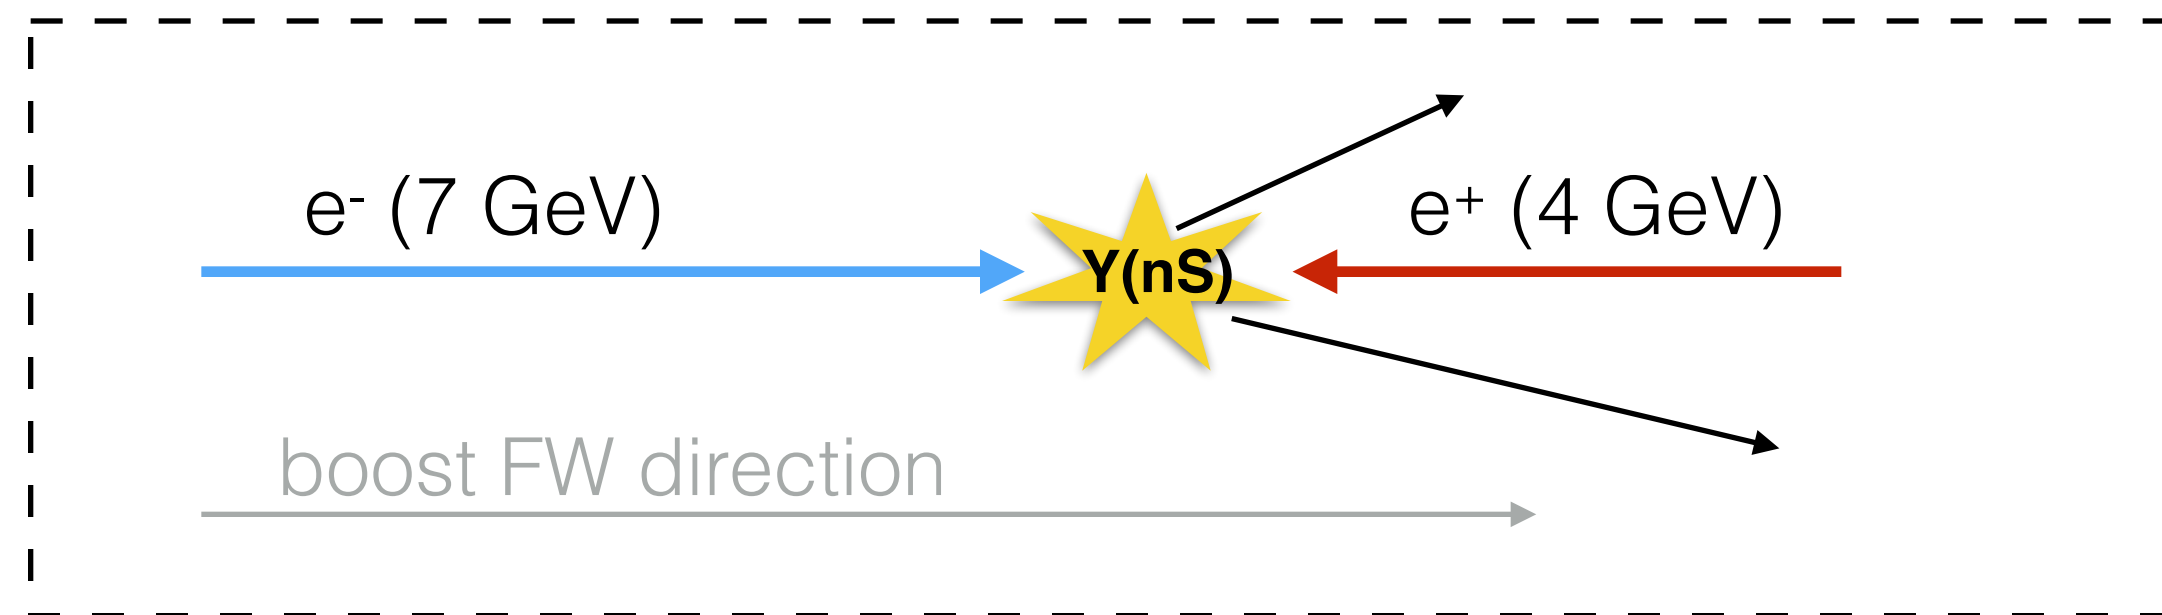 e⁻ (7 GeV)
Y(nS)
e⁺ (4 GeV)
boost FW direction